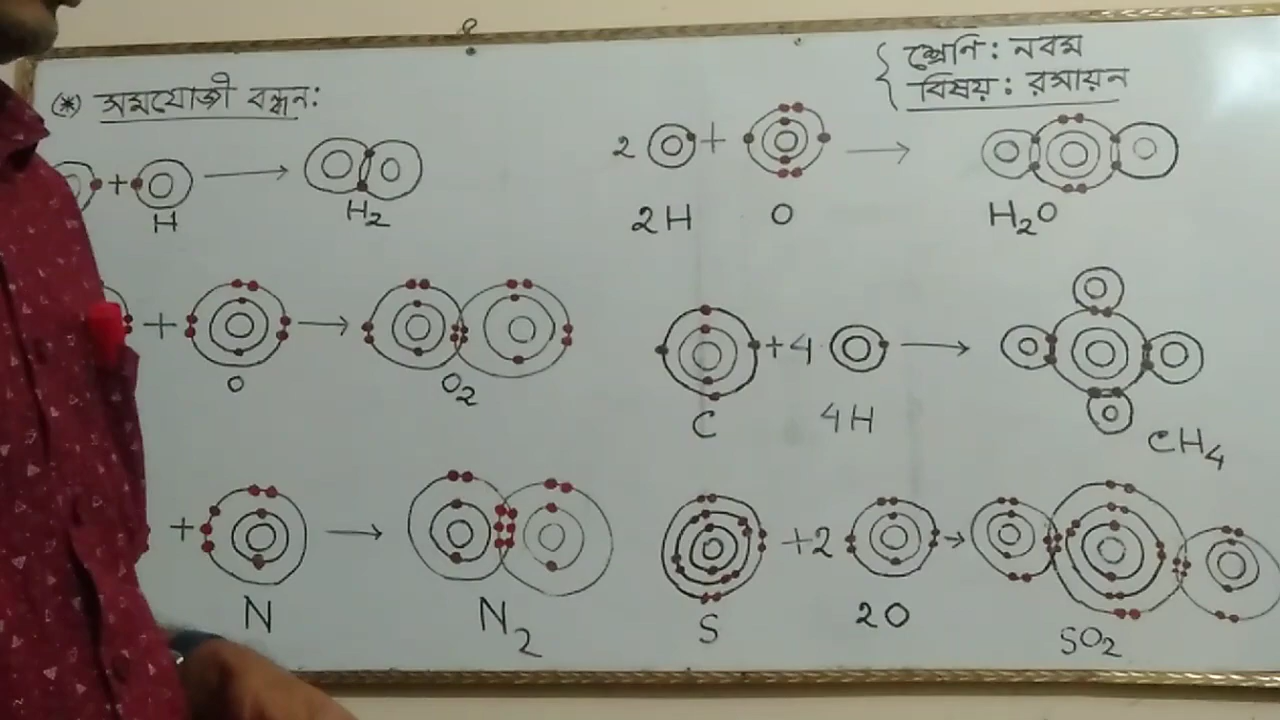 (*) সমযোজী বন্ধন:
{ শ্রেণি: নবম
বিষয়: রসায়ন
+ →
H H₂
2 + →
2H O H₂O
+ →
O O₂
+4 →
C 4H CH₄
+ →
N N₂
+2 →
S 2O SO₂